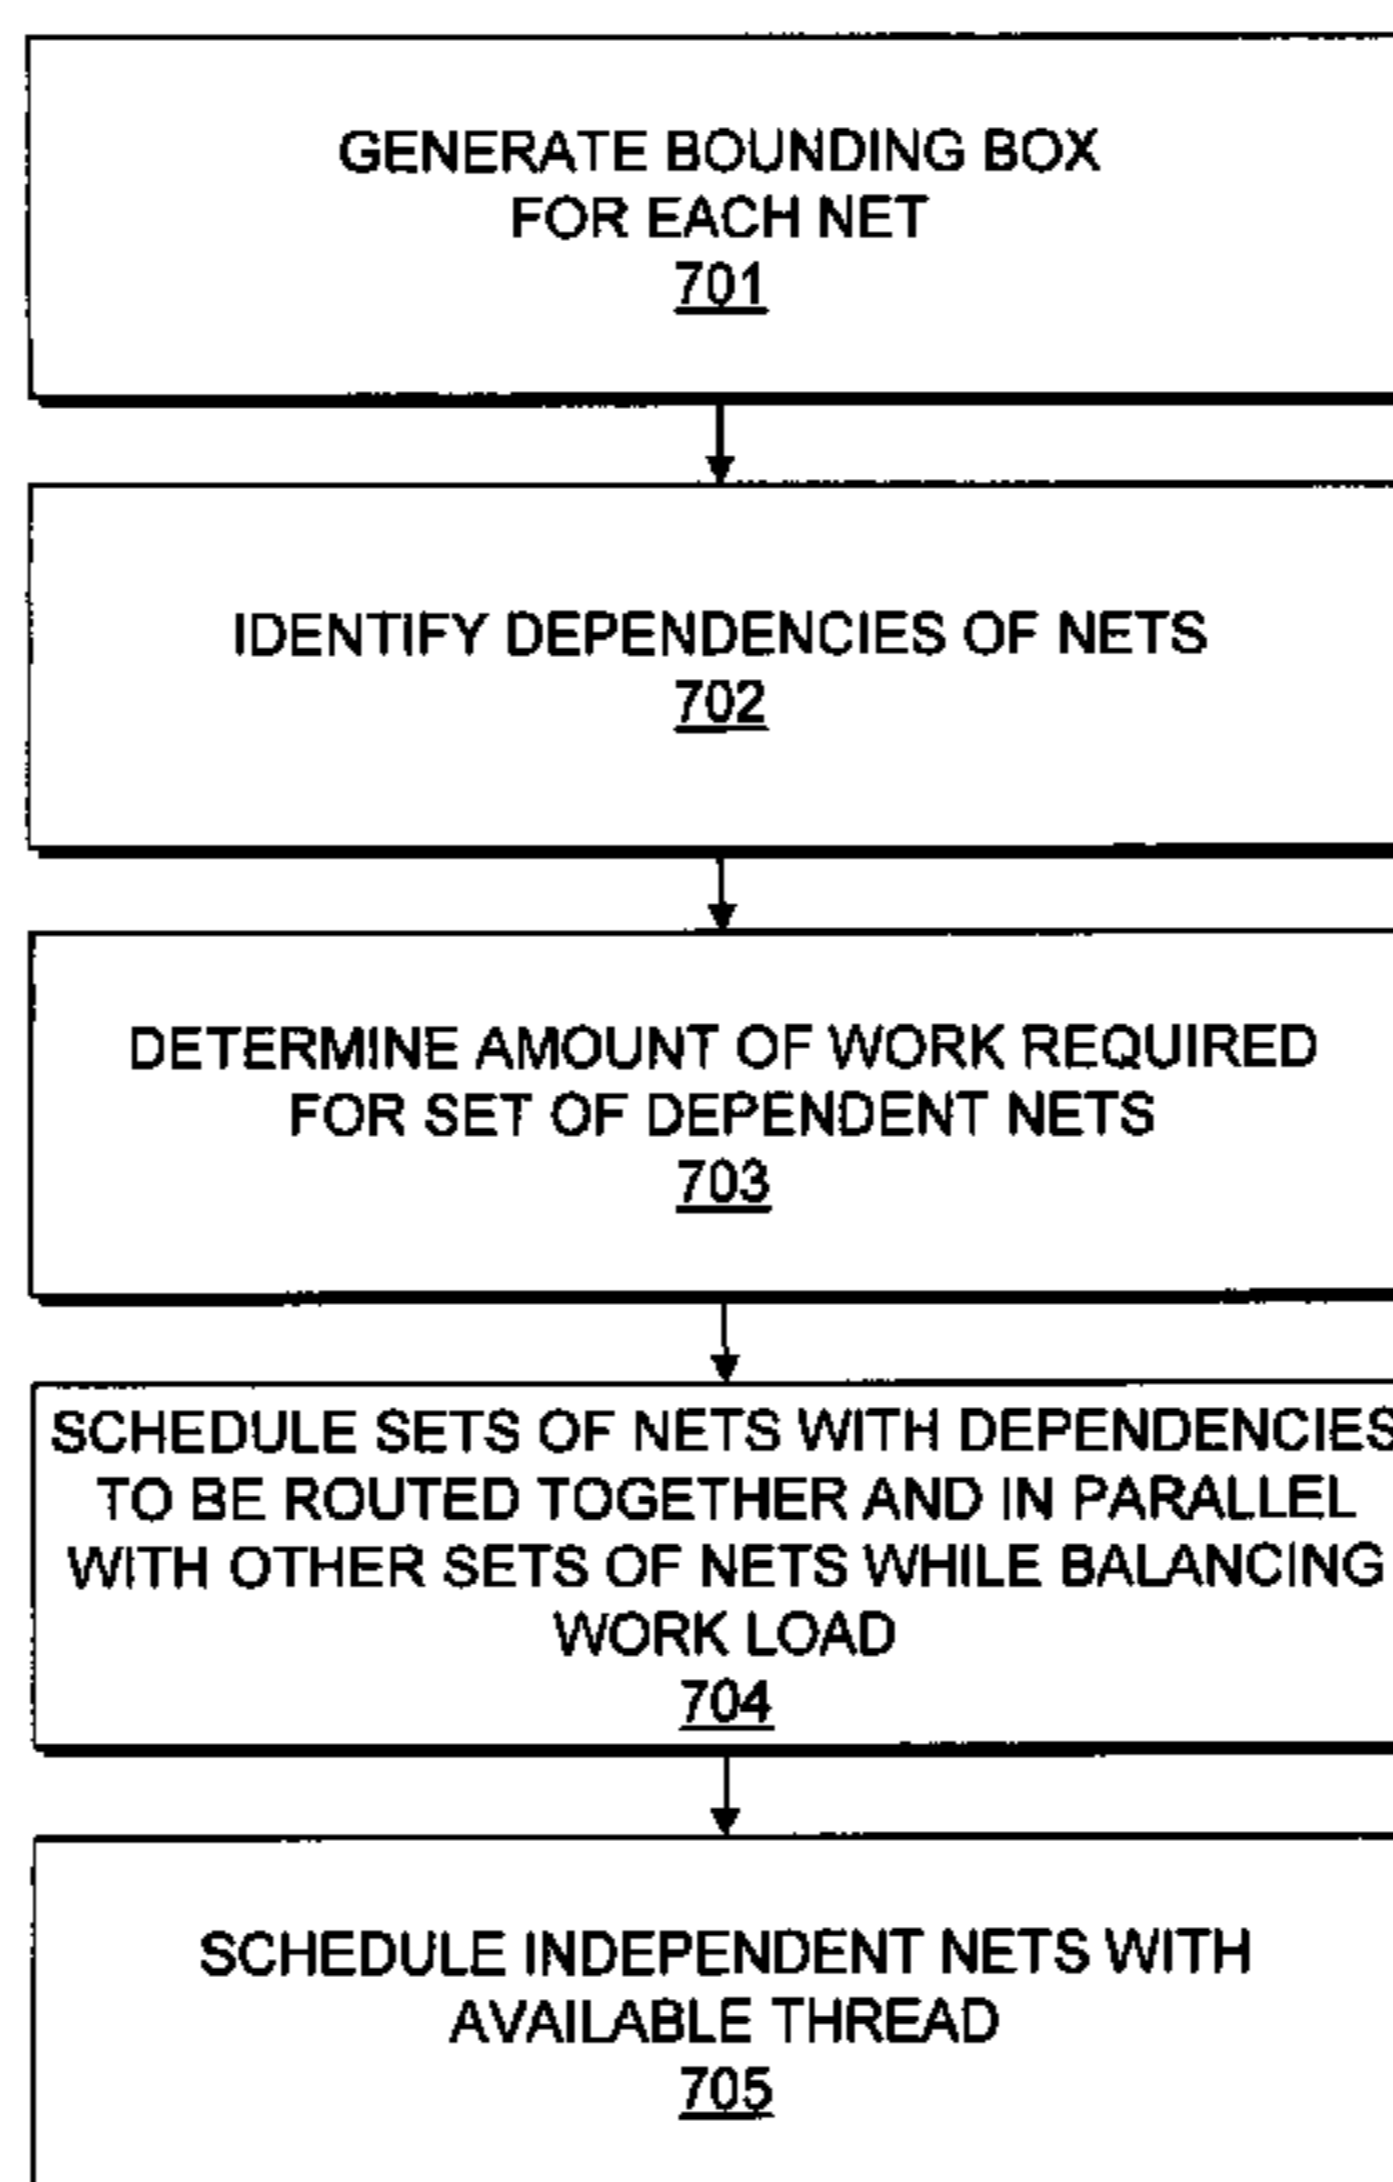 GENERATE BOUNDING BOX
FOR EACH NET
701
IDENTIFY DEPENDENCIES OF NETS
702
DETERMINE AMOUNT OF WORK REQUIRED
FOR SET OF DEPENDENT NETS
703
SCHEDULE SETS OF NETS WITH DEPENDENCIES
TO BE ROUTED TOGETHER AND IN PARALLEL
WITH OTHER SETS OF NETS WHILE BALANCING
WORK LOAD
704
SCHEDULE INDEPENDENT NETS WITH
AVAILABLE THREAD
705